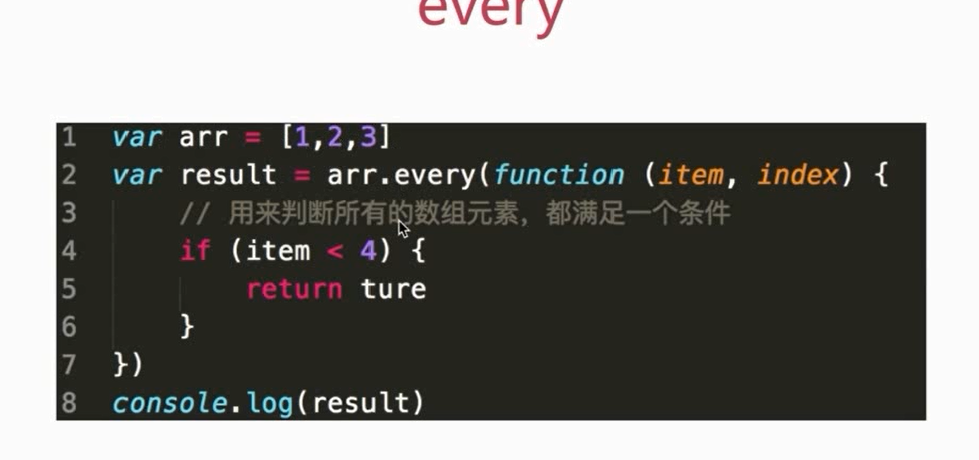 every
1 var arr = [1,2,3]
2 var result = arr.every(function (item, index) {
3 // 用来判断所有的数组元素，都满足一个条件
4 if (item < 4) {
5 return ture
6 }
7 })
8 console.log(result)